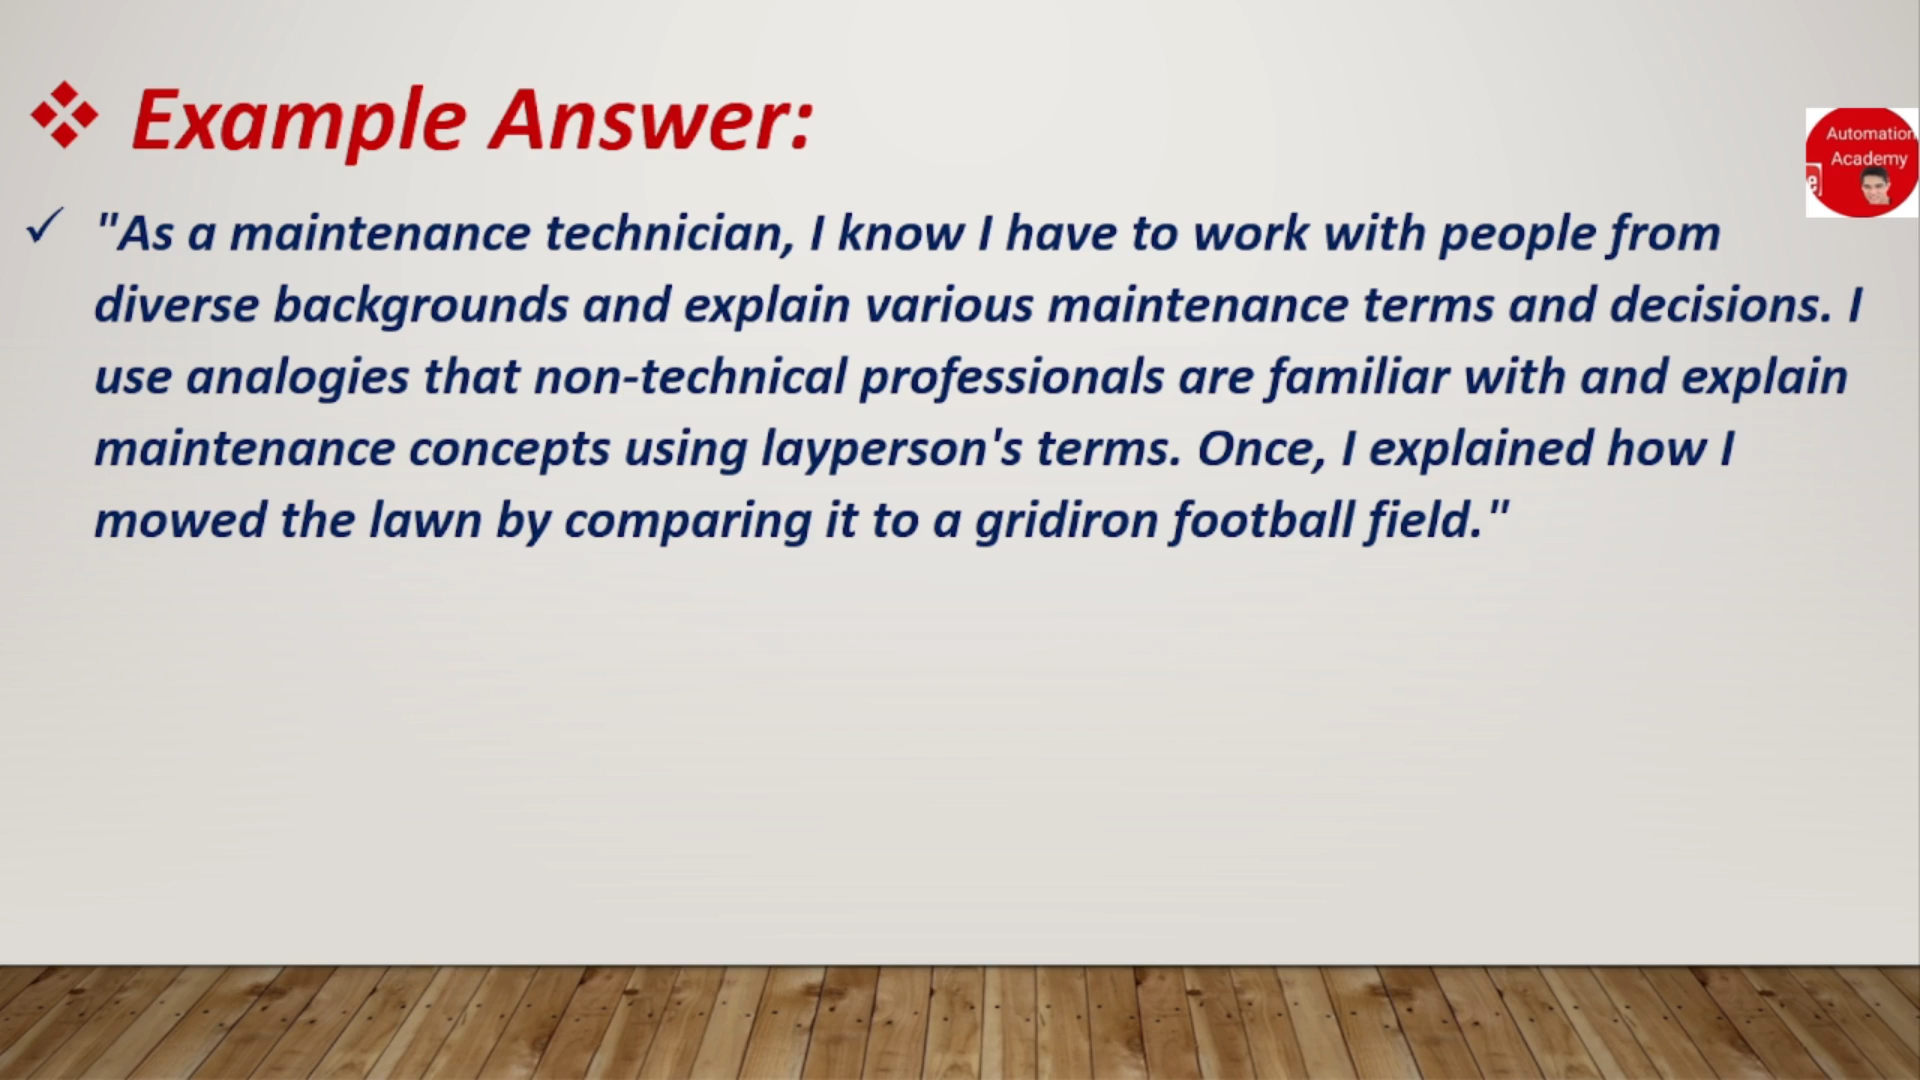 ❖ Example Answer:
Automation
Academy
e
✓ "As a maintenance technician, I know I have to work with people from
diverse backgrounds and explain various maintenance terms and decisions. I
use analogies that non-technical professionals are familiar with and explain
maintenance concepts using layperson's terms. Once, I explained how I
mowed the lawn by comparing it to a gridiron football field."